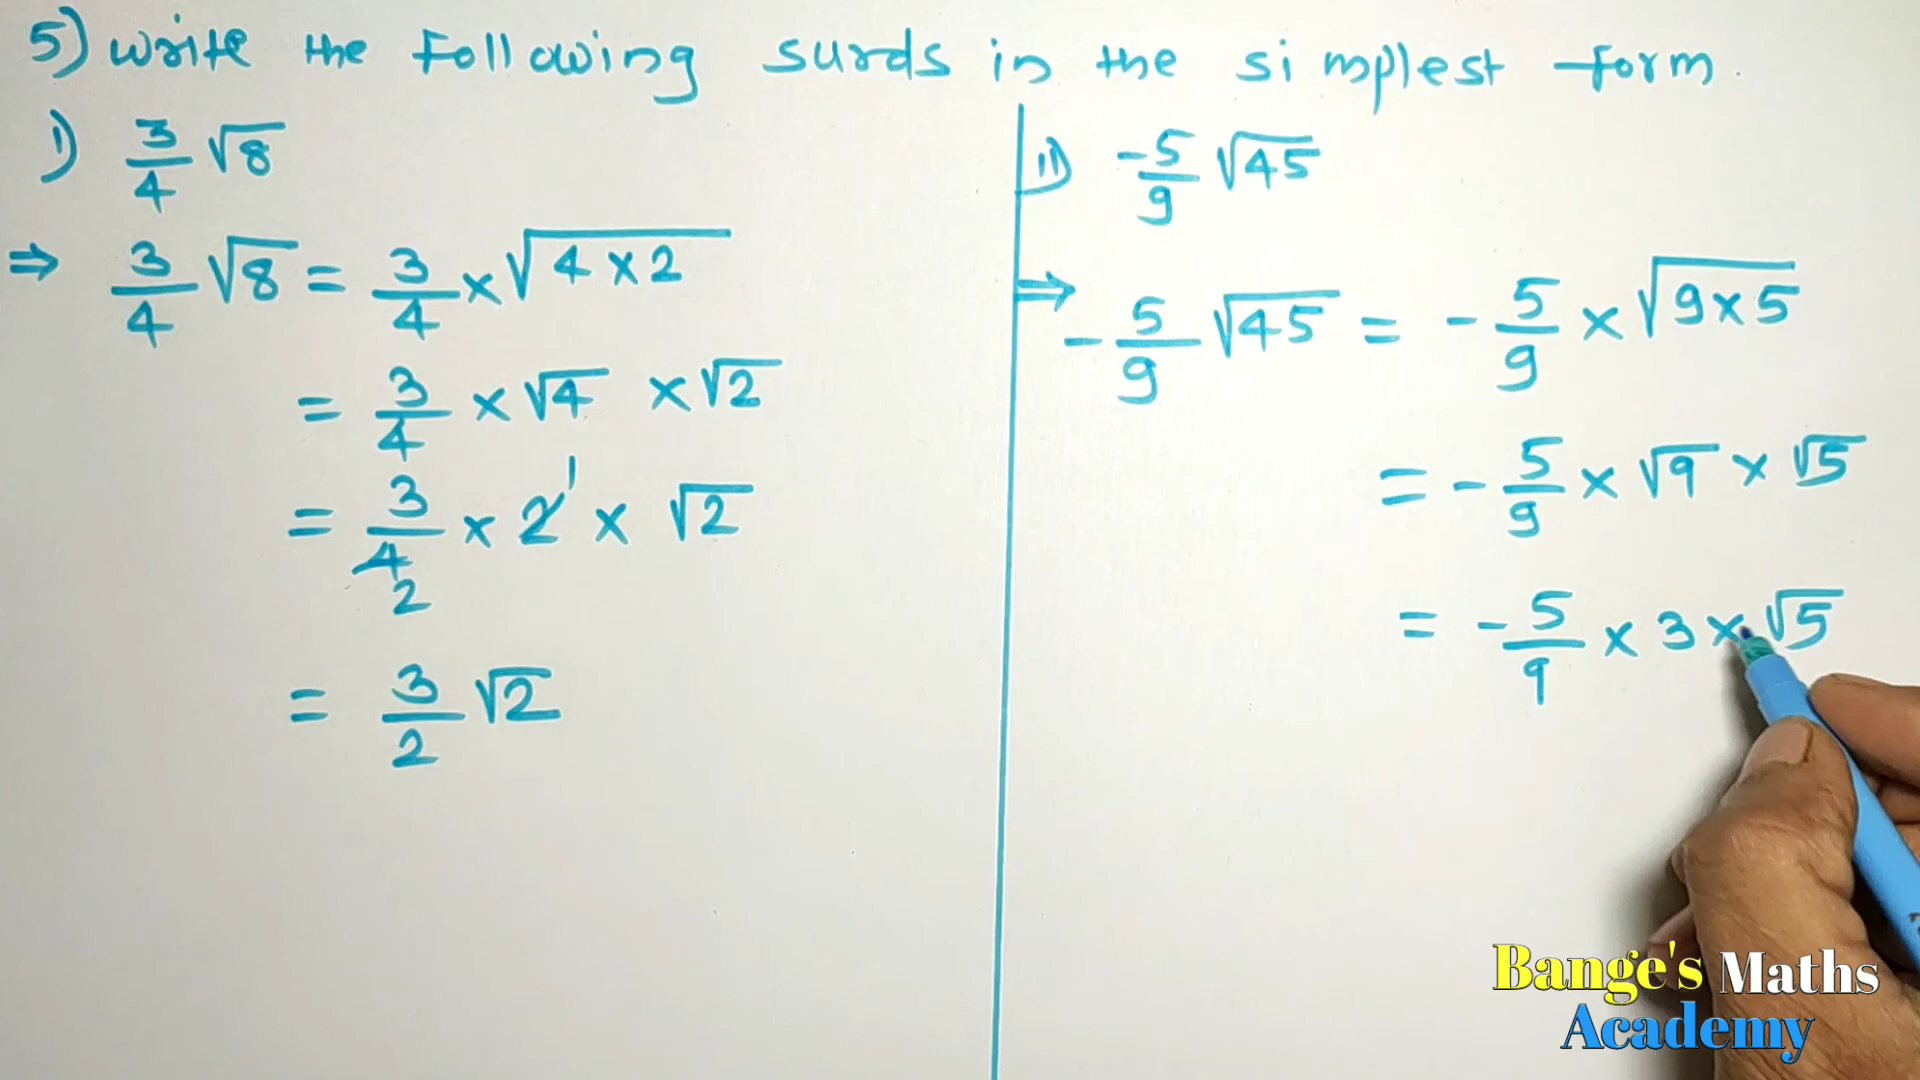 5) Write the following surds in the simplest form.
i) 3/4 √8
⇒ 3/4 √8 = 3/4 × √4×2
= 3/4 × √4 × √2
= 3/4 2 × 2 1 × √2
= 3/2 √2
ii) -5/9 √45
⇒ - 5/9 √45 = - 5/9 × √9×5
= - 5/9 × √9 × √5
= - 5/9 × 3 × √5
Bange's Maths
Academy